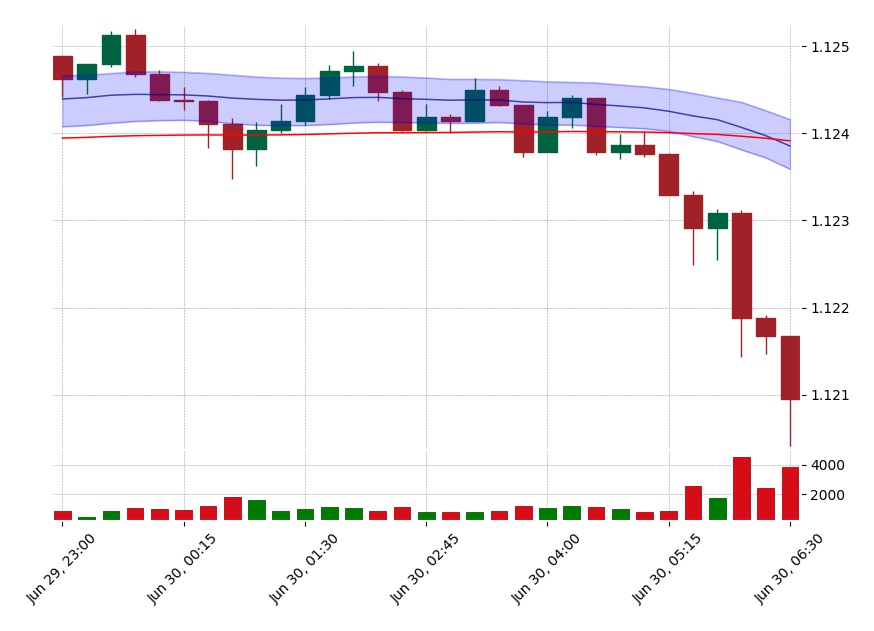 1.125
1.124
1.123
1.122
1.121
4000
2000
Jun 29, 23:00
Jun 30, 00:15
Jun 30, 01:30
Jun 30, 02:45
Jun 30, 04:00
Jun 30, 05:15
Jun 30, 06:30